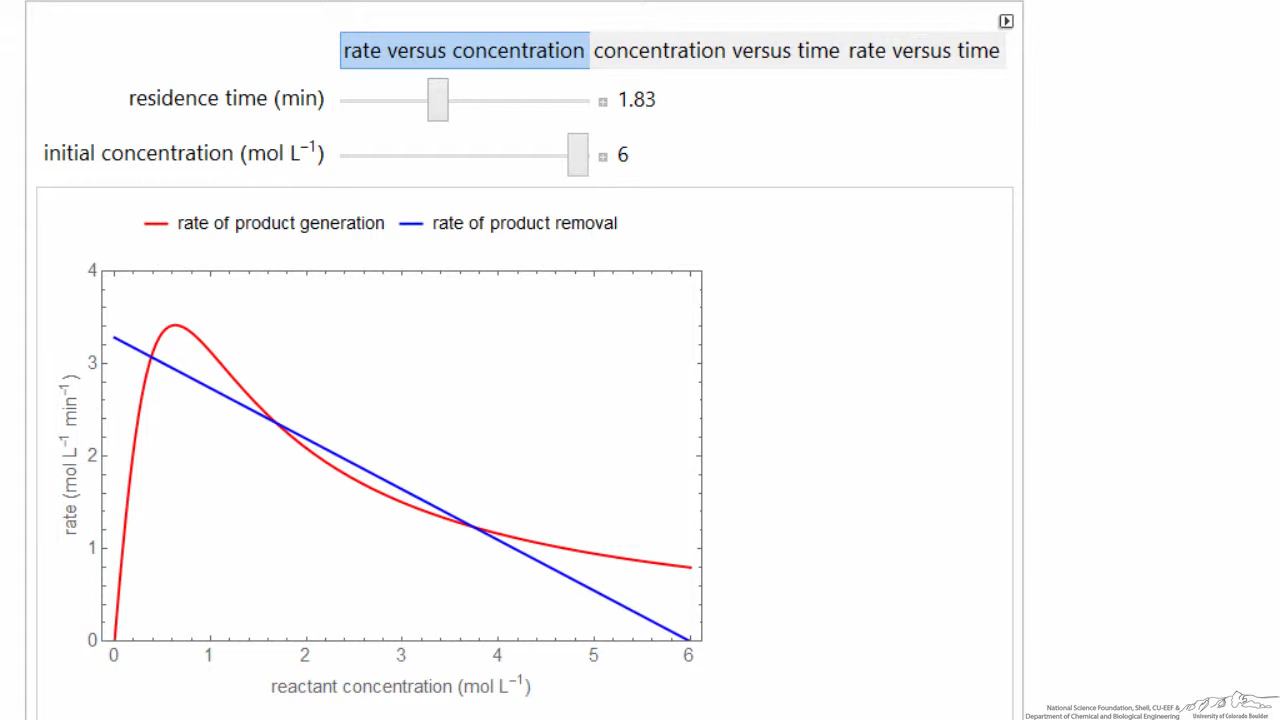 rate versus concentration concentration versus time rate versus time
residence time (min) 1.83
initial concentration (mol L⁻¹) 6
rate of product generation rate of product removal
4
3
2
1
0
rate (mol L⁻¹ min⁻¹)
0 1 2 3 4 5 6
reactant concentration (mol L⁻¹)
National Science Foundation, Shell, CU-EEF &
Department of Chemical and Biological Engineering
University of Colorado Boulder